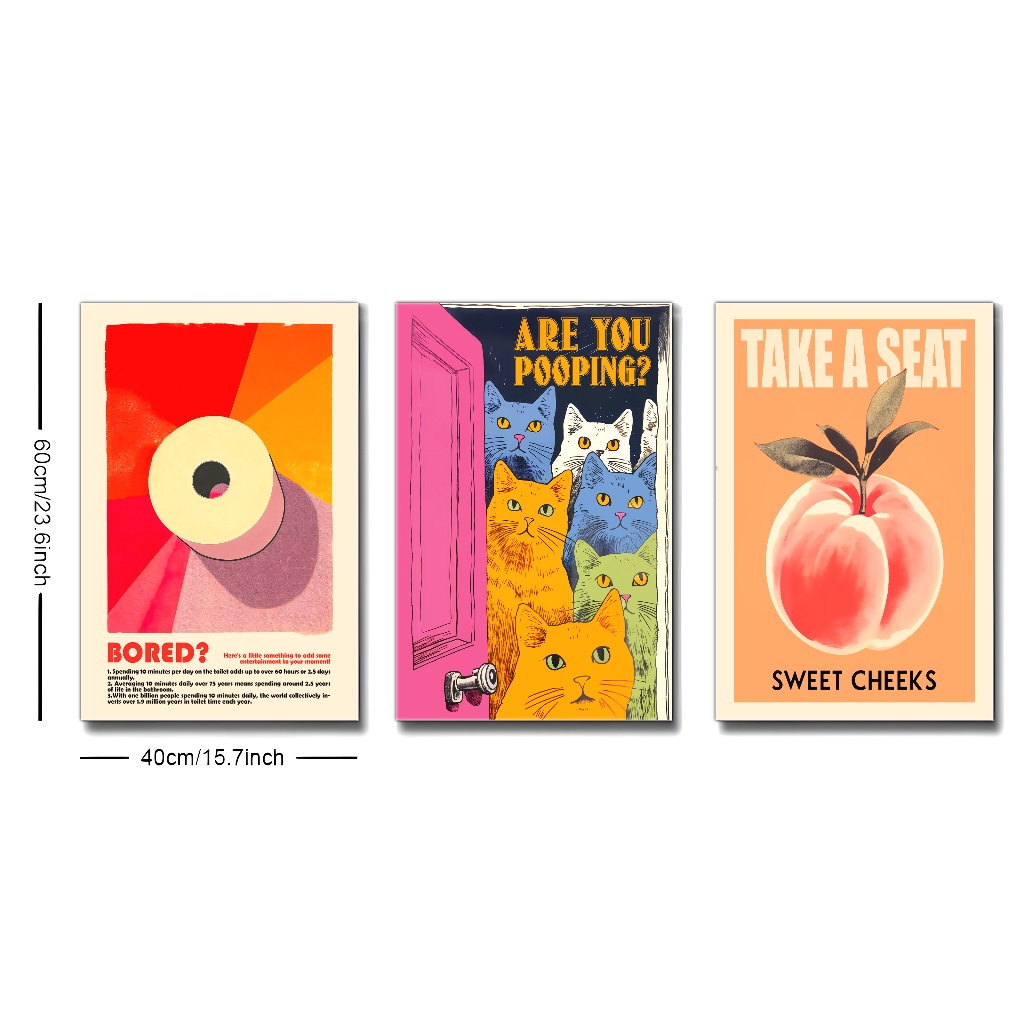 60cm/23.6inch
BORED?
Here's a little something to add some
entertainment to your moment!
1. Spending 10 minutes per day on the toilet adds up to over 60 hours or 2.5 days
annually.
2. Averaging 10 minutes daily over 75 years means spending around 2.5 years
of life in the bathroom.
3.With one billion people spending 10 minutes daily, the world collectively in-
vests over 1.9 million years in toilet time each year.
40cm/15.7inch
ARE YOU
POOPING?
TAKE A SEAT
SWEET CHEEKS